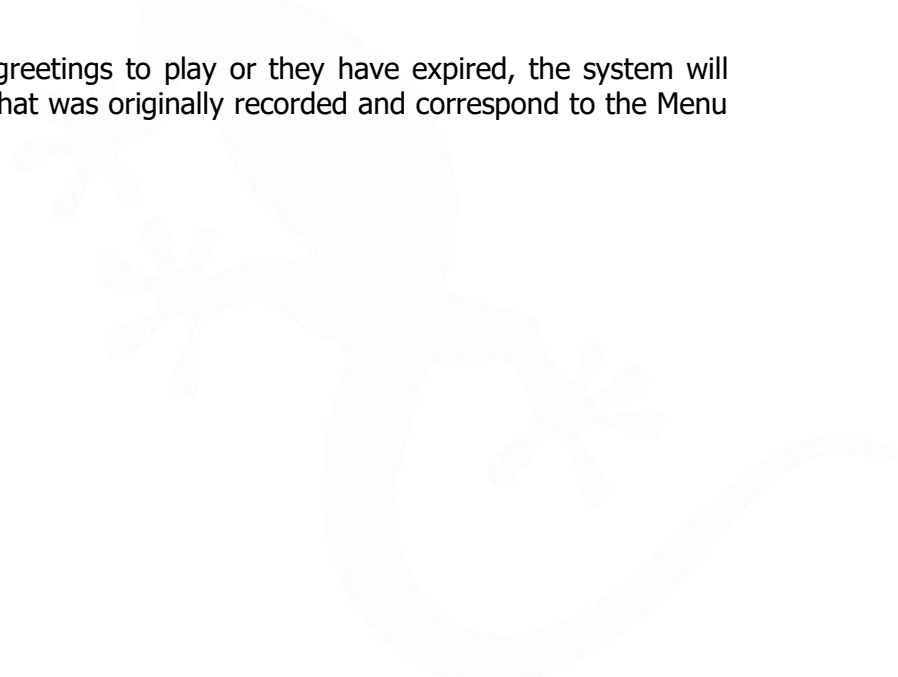 greetings to play or they have expired, the system will
hat was originally recorded and correspond to the Menu